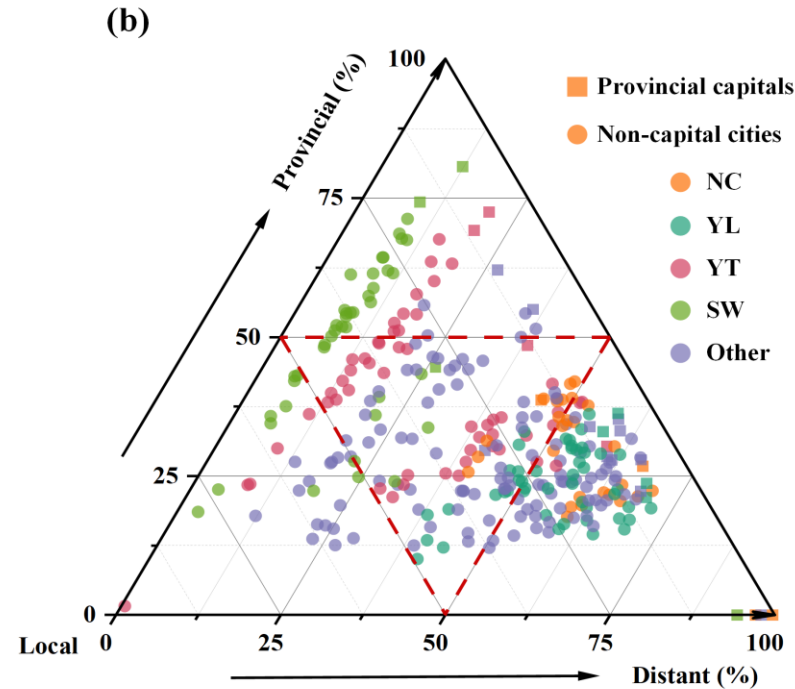 (b)
100
Provincial (%)
Provincial capitals
Non-capital cities
75
NC
YL
YT
SW
50
Other
25
0
Local 0 25 50 75 100
Distant (%)